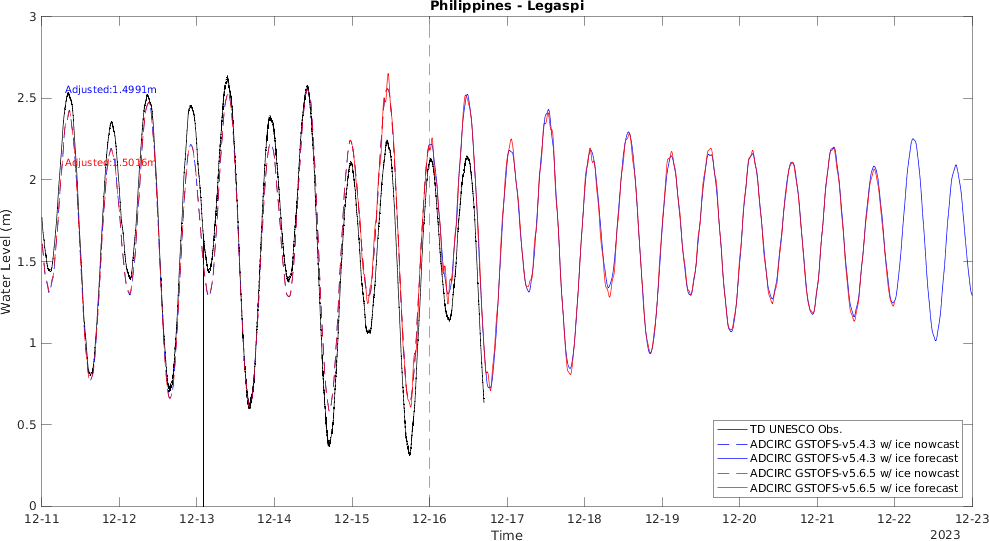 Philippines - Legaspi
Water Level (m)
3
2.5
2
1.5
1
0.5
0
Adjusted:1.4991m
Adjusted:1.5016m
TD UNESCO Obs.
ADCIRC GSTOFS-v5.4.3 w/ ice nowcast
ADCIRC GSTOFS-v5.4.3 w/ ice forecast
ADCIRC GSTOFS-v5.6.5 w/ ice nowcast
ADCIRC GSTOFS-v5.6.5 w/ ice forecast
12-11 12-12 12-13 12-14 12-15 12-16 12-17 12-18 12-19 12-20 12-21 12-22 12-23
Time
2023